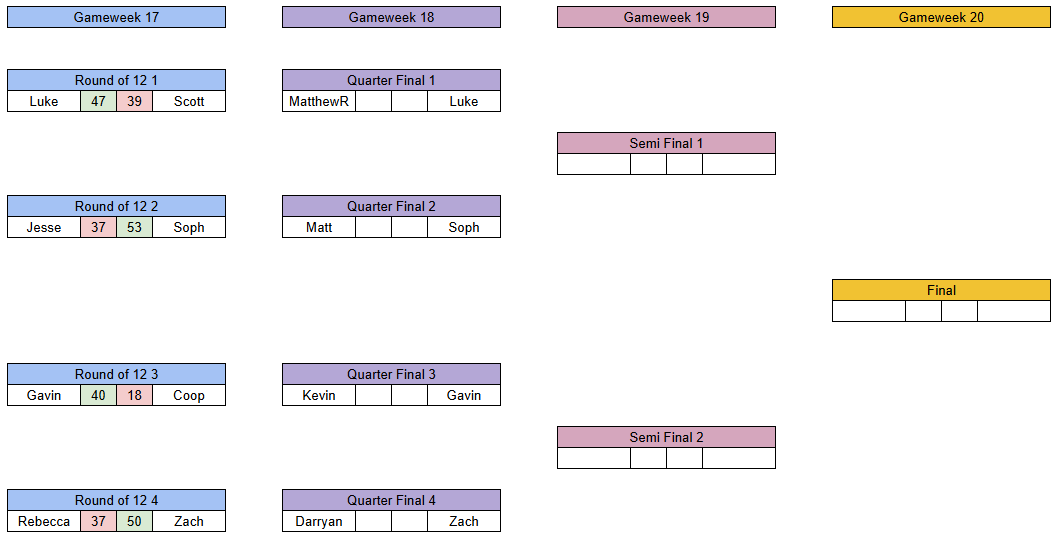 Gameweek 17 Gameweek 18 Gameweek 19 Gameweek 20
Round of 12 1 Quarter Final 1
Luke 47 39 Scott MatthewR Luke
Semi Final 1
Round of 12 2 Quarter Final 2
Jesse 37 53 Soph Matt Soph
Final
Round of 12 3 Quarter Final 3
Gavin 40 18 Coop Kevin Gavin
Semi Final 2
Round of 12 4 Quarter Final 4
Rebecca 37 50 Zach Darryan Zach